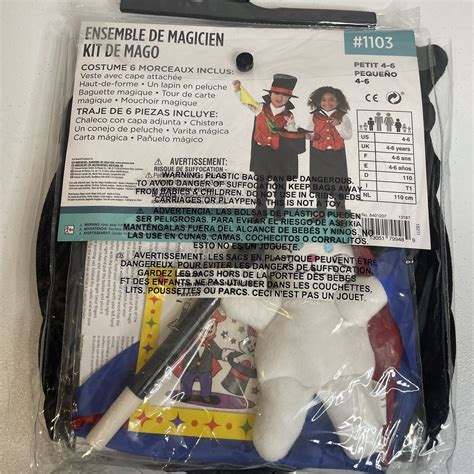 ENSEMBLE DE MAGICIEN
KIT DE MAGO
COSTUME 6 MORCEAUX INCLUS:
Veste avec cape attachée
Haut-de-forme • Un lapin en peluche
Baguette magique • Tour de carte
magique • Mouchoir magique
TRAJE DE 6 PIEZAS INCLUYE:
Chaleco con capa adjunta • Chistera
Un conejo de peluche • Varita mágica
Carta mágica • Pañuelo mágico
#1103
PETIT 4-6
PEQUEÑO
4-6
CE
US 4-6
UK 4-6 years
F 4-6 ans
E 4-6 años
D 110
I T1
NL 110 cm
AVERTISSEMENT:
RISQUE DE SUFFOCATION
WARNING: PLASTIC BAGS CAN BE DANGEROUS.
TO AVOID DANGER OF SUFFOCATION, KEEP BAGS AWAY
FROM BABIES & CHILDREN. DO NOT USE IN CRIBS, BEDS,
CARRIAGES OR PLAYPENS. THIS IS NOT A TOY.
ADVERTENCIA: LAS BOLSAS DE PLÁSTICO PUEDEN
SER PELIGROSAS. PARA EVITAR RIESGO DE ASFIXIA
MANTÉNGALAS FUERA DEL ALCANCE DE BEBÉS Y NIÑOS. NO
LAS USE EN CUNAS, CAMAS, COCHECITOS O CORRALITOS.
ESTO NO ES UN JUGUETE.
AVERTISSEMENT: LES SACS EN PLASTIQUE PEUVENT ÊTRE
DANGEREUX. POUR ÉVITER LES DANGERS DE SUFFOCATION,
GARDEZ LES SACS HORS DE LA PORTÉE DES BÉBÉS
ET DES ENFANTS. NE PAS UTILISER DANS LES COUCHETTES,
LITS, POUSSETTES OU PARCS. CECI N'EST PAS UN JOUET.